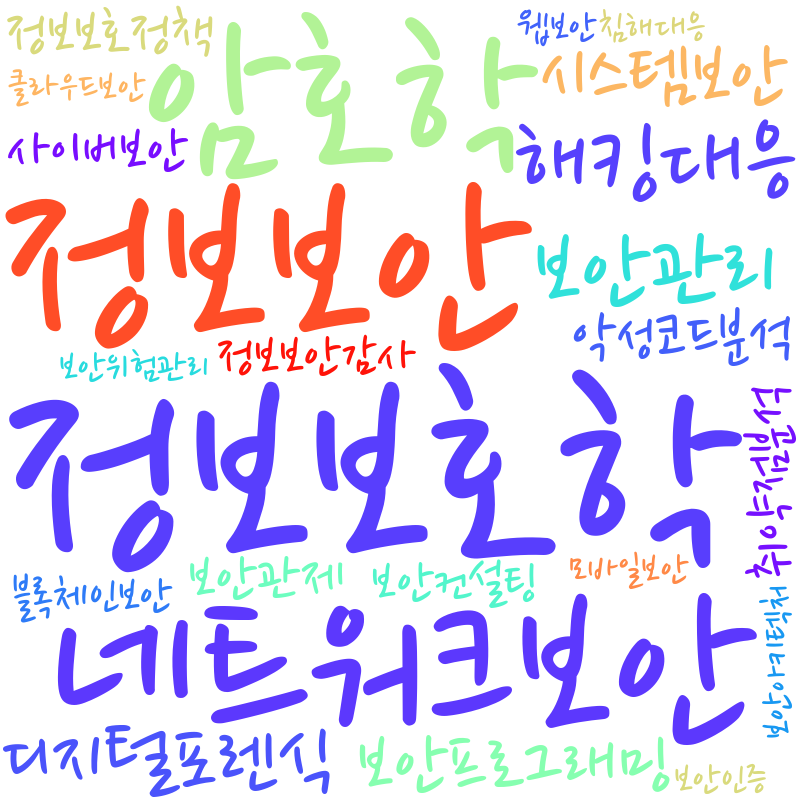 정보보호정책
암호학
웹보안
침해대응
클라우드보안
시스템보안
사이버보안
해킹대응
정보보안
보안관리
악성코드분석
보안위험관리
정보보안감사
정보보호학
취약점분석
블록체인보안
보안관제
보안컨설팅
모바일보안
네트워크보안
보안아키텍처
디지털포렌식
보안프로그래밍
보안인증